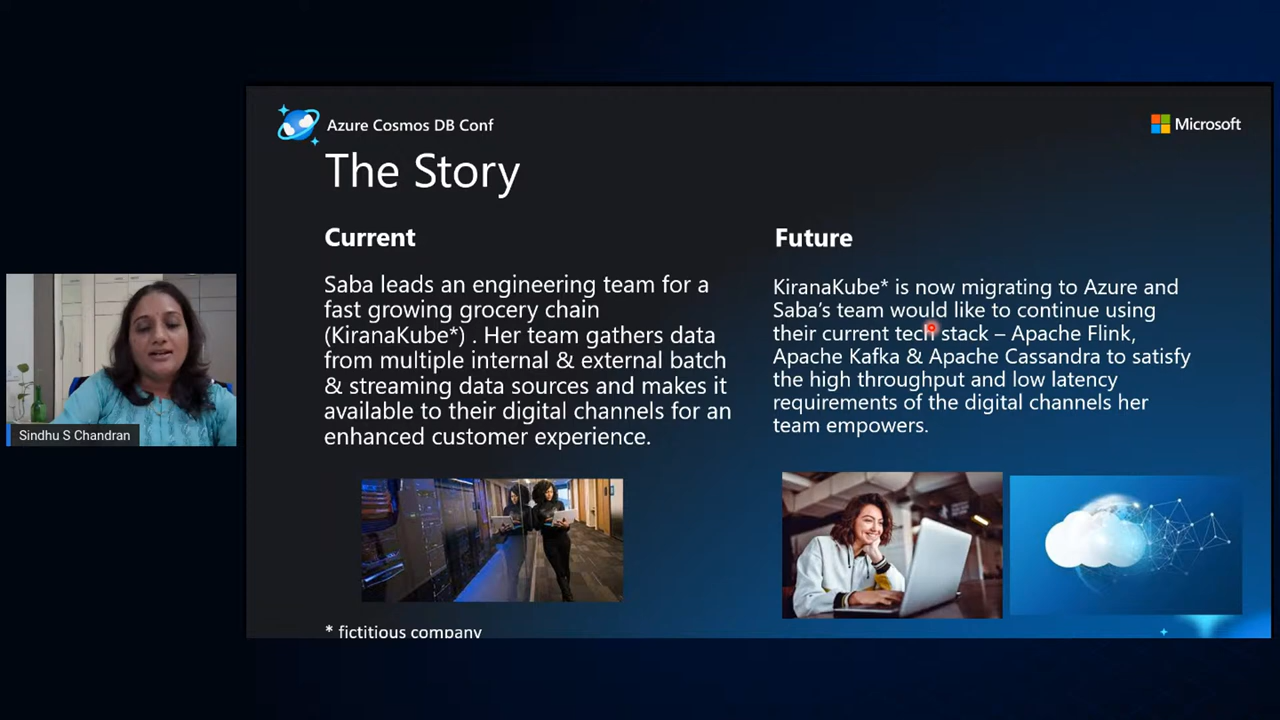 Azure Cosmos DB Conf
Microsoft
The Story
Current
Saba leads an engineering team for a
fast growing grocery chain
(KiranaKube*) . Her team gathers data
from multiple internal & external batch
& streaming data sources and makes it
available to their digital channels for an
enhanced customer experience.
Future
KiranaKube* is now migrating to Azure and
Saba's team would like to continue using
their current tech stack – Apache Flink,
Apache Kafka & Apache Cassandra to satisfy
the high throughput and low latency
requirements of the digital channels her
team empowers.
* fictitious company
Sindhu S Chandran